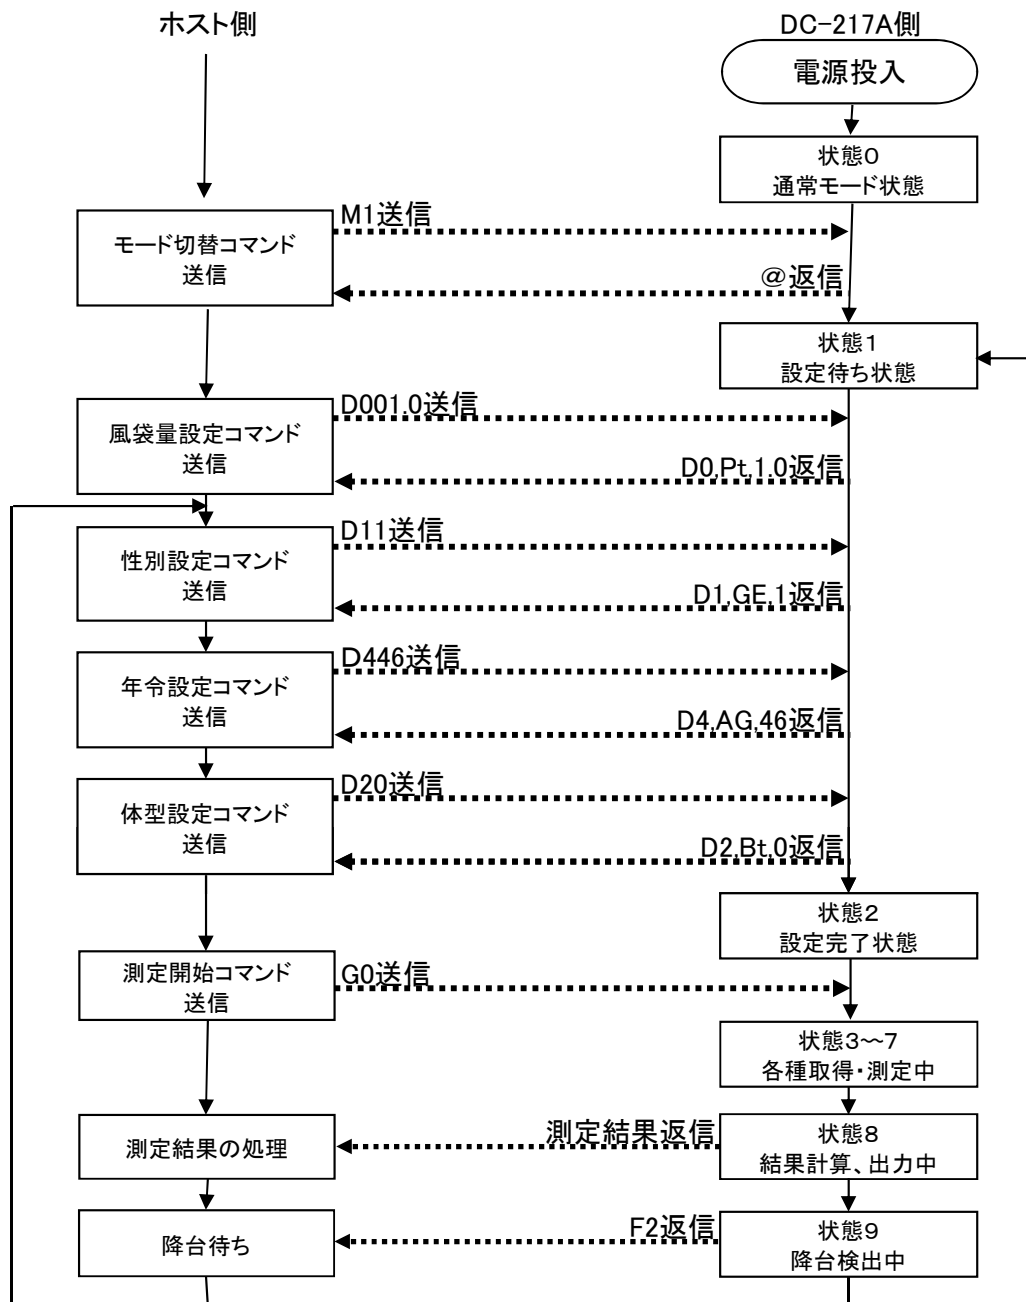 ホスト側
DC-217A側
電源投入
状態0
通常モード状態
M1送信
モード切替コマンド
送信
@返信
状態1
設定待ち状態
D001.0送信
風袋量設定コマンド
送信
D0,Pt,1.0返信
D11送信
性別設定コマンド
送信
D1,GE,1返信
D446送信
年令設定コマンド
送信
D4,AG,46返信
D20送信
体型設定コマンド
送信
D2,Bt,0返信
状態2
設定完了状態
測定開始コマンド
送信
G0送信
状態3~7
各種取得・測定中
測定結果返信
測定結果の処理
状態8
結果計算、出力中
F2返信
降台待ち
状態9
降台検出中